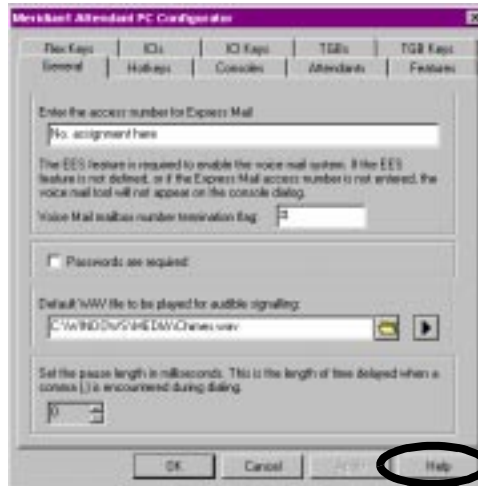 Meridian1 Attendant PC Configurator
Flex Keys ICIs ICI Keys TGBs TGB Keys
General Hotkeys Consoles Attendants Features
Enter the access number for Express Mail
No. assignment here
The EES feature is required to enable the voice mail system. If the EES
feature is not defined, or if the Express Mail access number is not entered, the
voice mail tool will not appear on the console dialog.
Voice Mail mailbox number termination flag: #
Passwords are required
Default WAV file to be played for audible signalling:
C:\WINDOWS\MEDIA\Chimes.wav
Set the pause length in milliseconds. This is the length of time delayed when a
comma (,) is encountered during dialing.
0
OK Cancel Apply Help